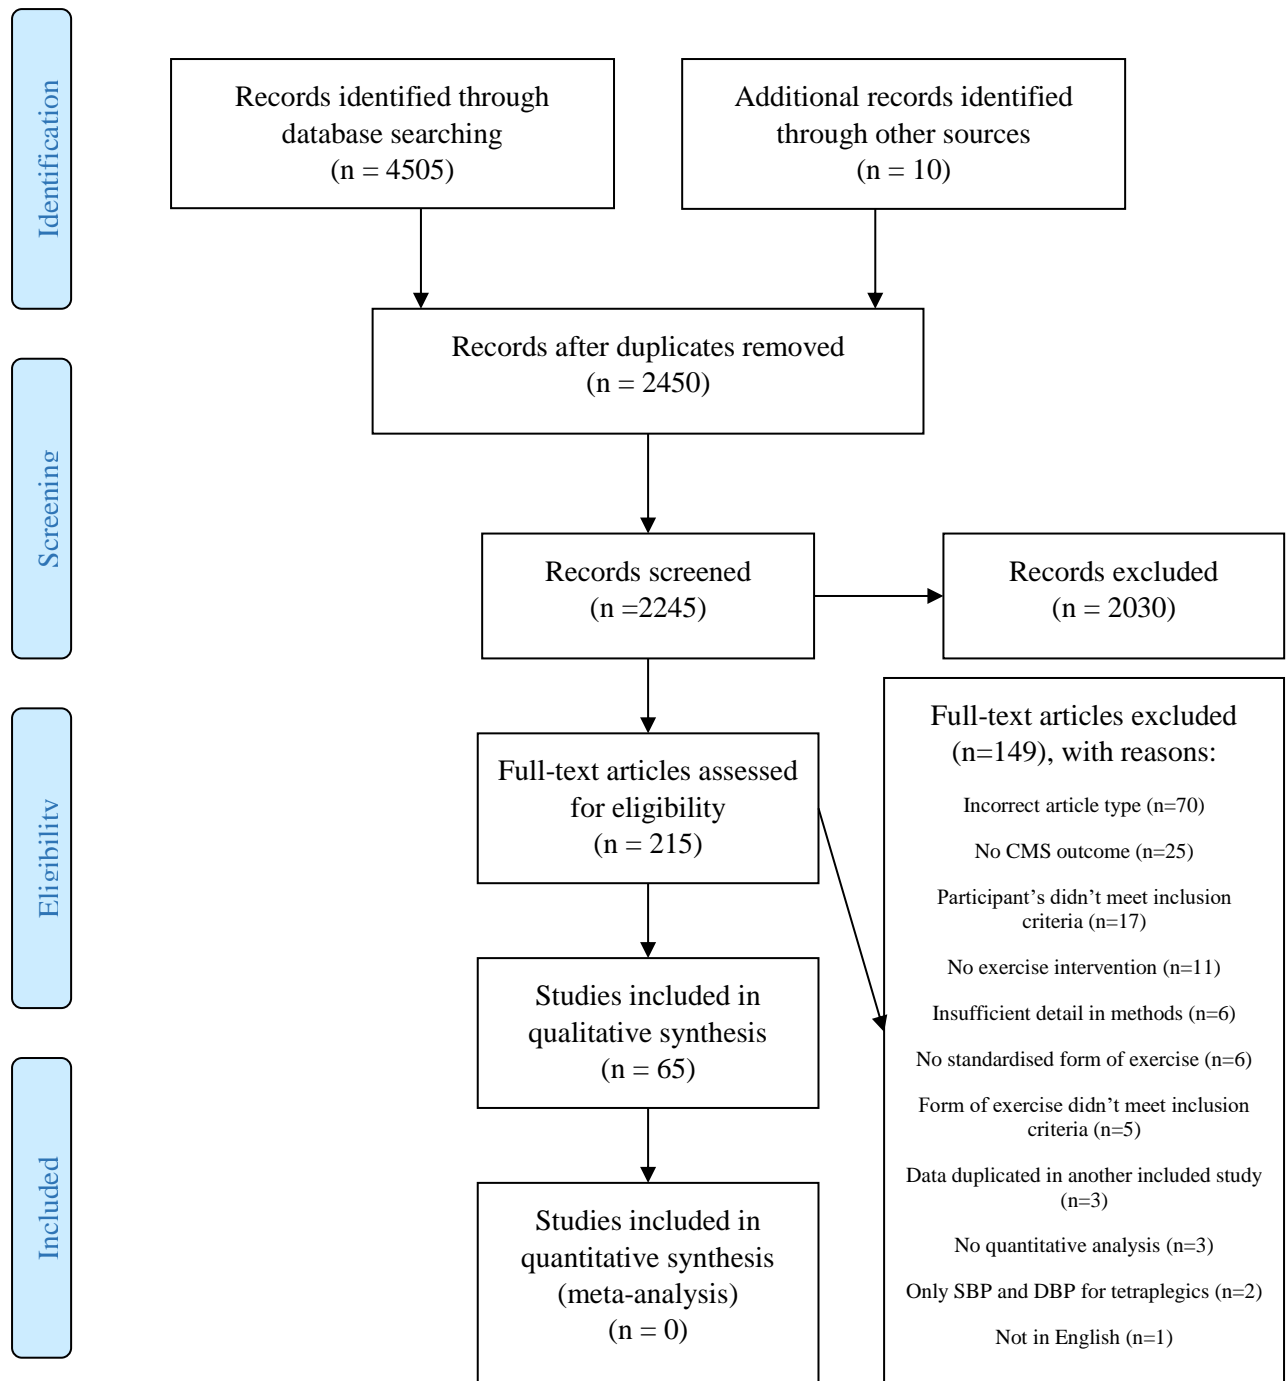 Identification
Records identified through
database searching
(n = 4505)
Additional records identified
through other sources
(n = 10)
Records after duplicates removed
(n = 2450)
Screening
Records screened
(n =2245)
Records excluded
(n = 2030)
Eligibility
Full-text articles assessed
for eligibility
(n = 215)
Full-text articles excluded
(n=149), with reasons:
Incorrect article type (n=70)
No CMS outcome (n=25)
Participant's didn't meet inclusion
criteria (n=17)
No exercise intervention (n=11)
Insufficient detail in methods (n=6)
No standardised form of exercise (n=6)
Form of exercise didn't meet inclusion
criteria (n=5)
Data duplicated in another included study
(n=3)
No quantitative analysis (n=3)
Only SBP and DBP for tetraplegics (n=2)
Not in English (n=1)
Studies included in
qualitative synthesis
(n = 65)
Included
Studies included in
quantitative synthesis
(meta-analysis)
(n = 0)